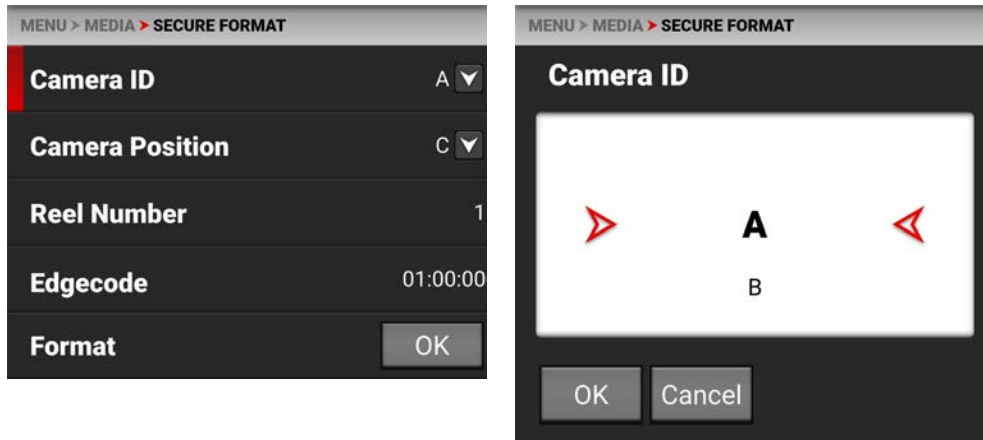 MENU > MEDIA > SECURE FORMAT
Camera ID A
Camera Position C
Reel Number 1
Edgecode 01:00:00
Format OK
MENU > MEDIA > SECURE FORMAT
Camera ID
A
B
OK Cancel